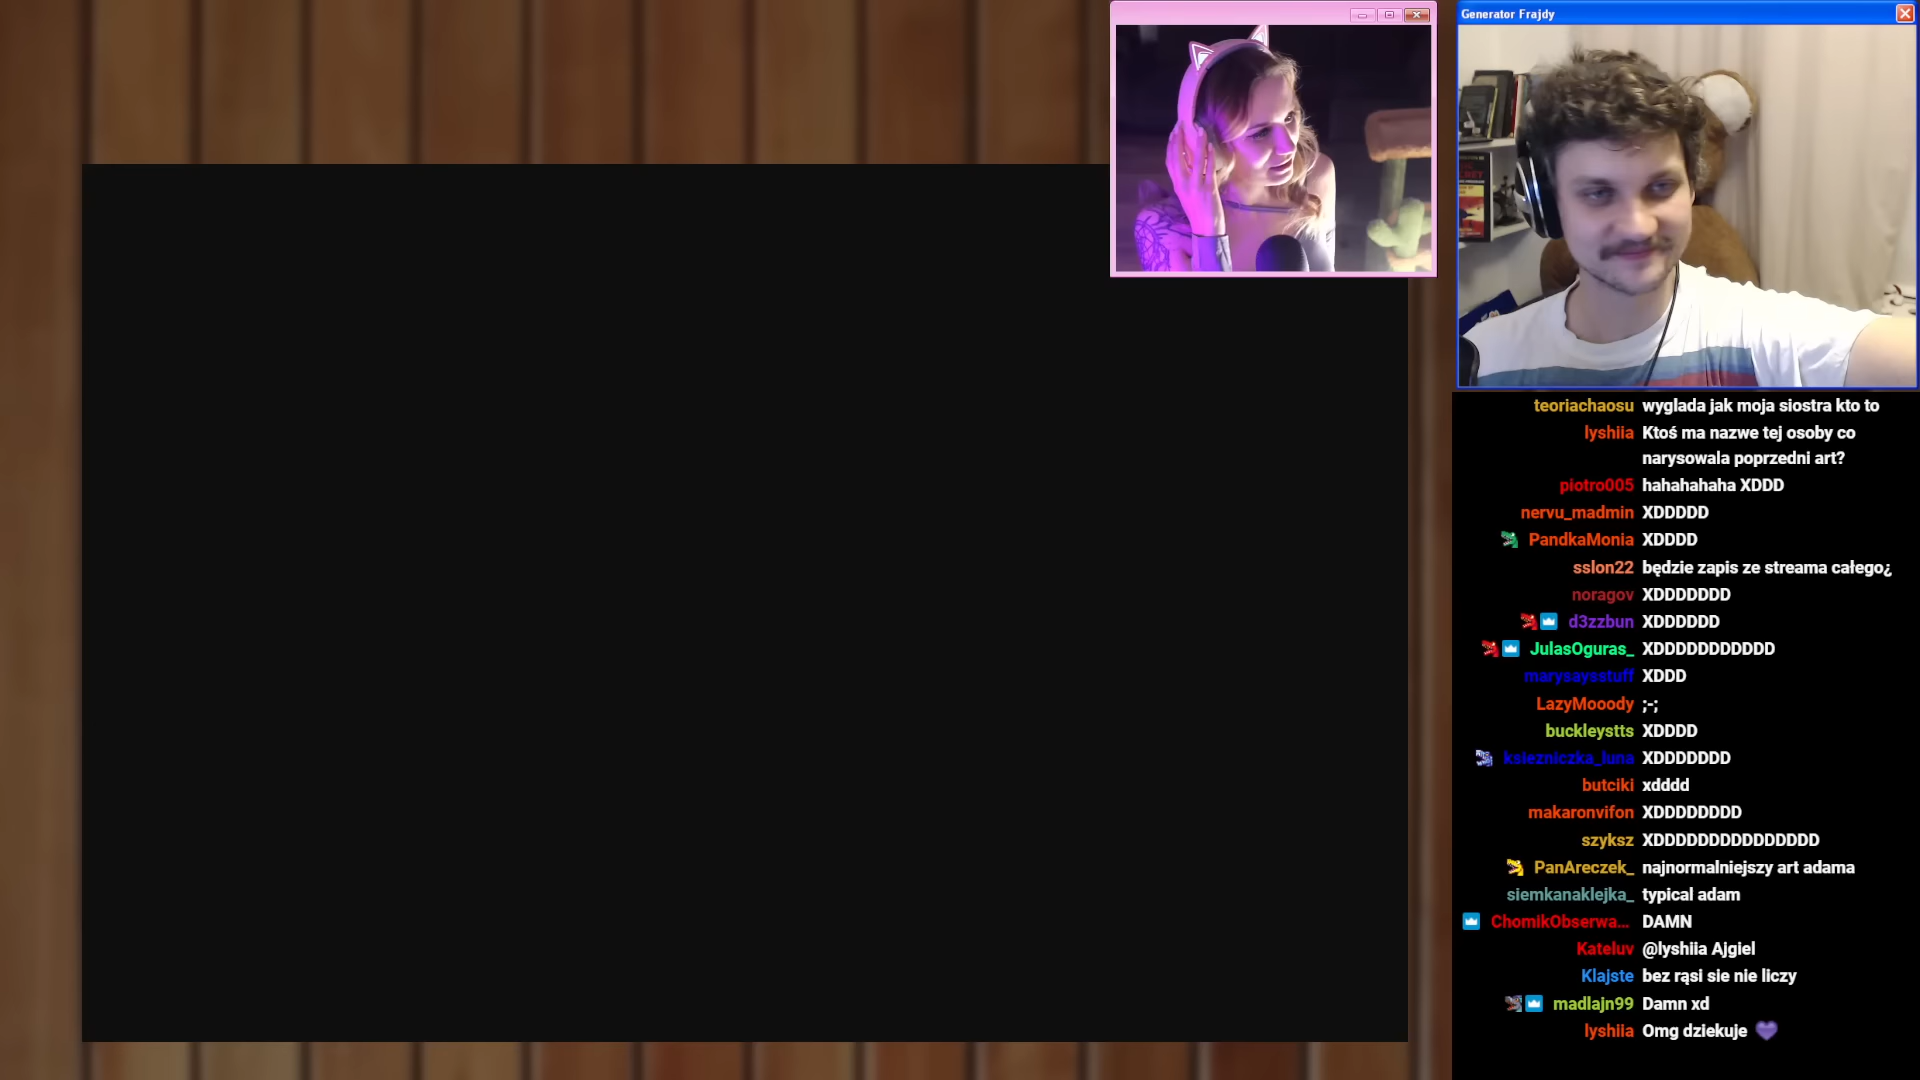 Generator Frajdy
teoriachaosu wyglada jak moja siostra kto to
lyshiia Ktoś ma nazwe tej osoby co
narysowala poprzedni art?
piotro005 hahahahaha XDDD
nervu_madmin XDDDDD
PandkaMonia XDDDD
sslon22 będzie zapis ze streama całego¿
noragov XDDDDDDD
d3zzbun XDDDDDD
JulasOguras_ XDDDDDDDDDDD
marysaysstuff XDDD
LazyMooody ;-;
buckleystts XDDDD
ksiezniczka_luna XDDDDDDD
butciki xdddd
makaronvifon XDDDDDDDD
szyksz XDDDDDDDDDDDDDDD
PanAreczek_ najnormalniejszy art adama
siemkanaklejka_ typical adam
ChomikObserwa... DAMN
Kateluv @lyshiia Ajgiel
Klajste bez rąsi sie nie liczy
madlajn99 Damn xd
lyshiia Omg dziekuje